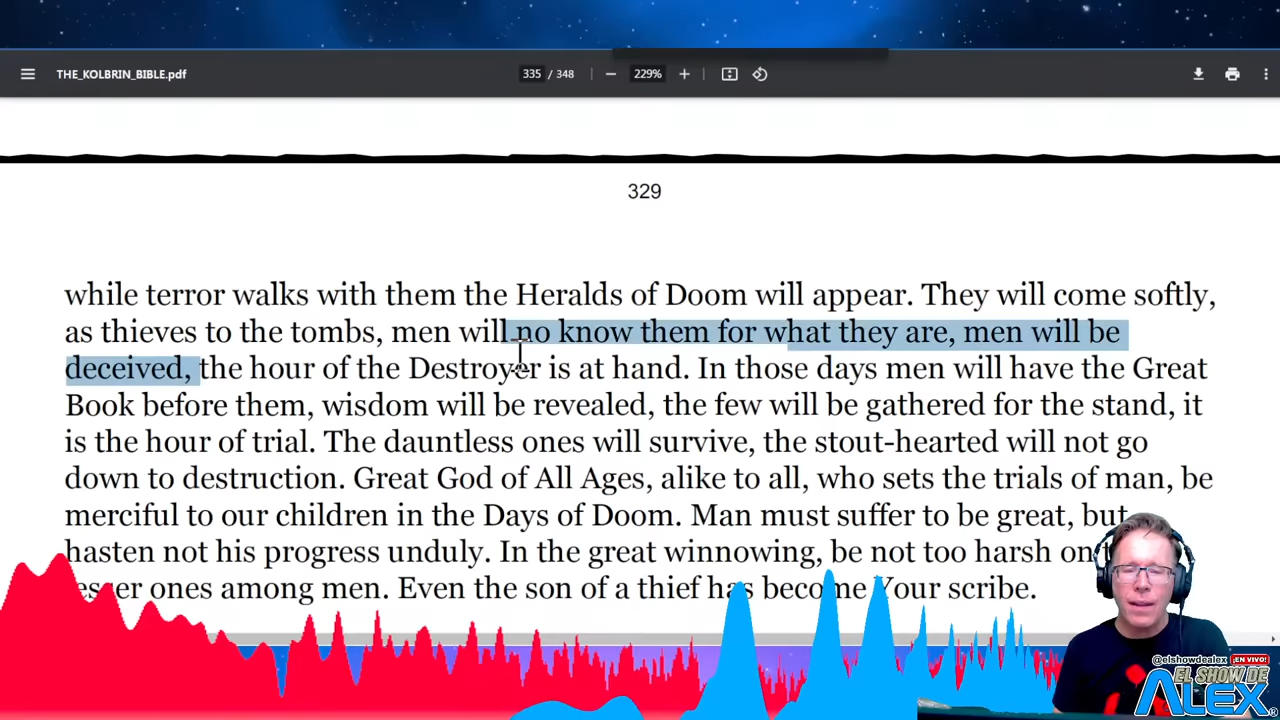 THE_KOLBRIN_BIBLE.pdf
335 / 348
229%
329
while terror walks with them the Heralds of Doom will appear. They will come softly,
as thieves to the tombs, men will no know them for what they are, men will be
deceived, the hour of the Destroyer is at hand. In those days men will have the Great
Book before them, wisdom will be revealed, the few will be gathered for the stand, it
is the hour of trial. The dauntless ones will survive, the stout-hearted will not go
down to destruction. Great God of All Ages, alike to all, who sets the trials of man, be
merciful to our children in the Days of Doom. Man must suffer to be great, but
hasten not his progress unduly. In the great winnowing, be not too harsh on
ones among men. Even the son of a thief has become Your scribe.
@elshowdealex ¡EN VIVO!
EL SHOW DE
ALEX